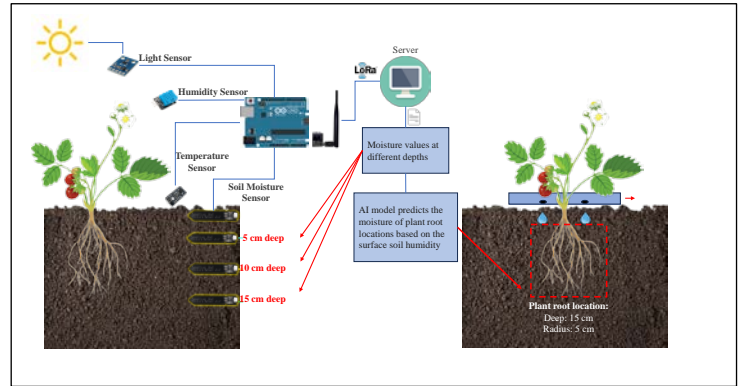 Light Sensor
Humidity Sensor
Temperature
Sensor
Soil Moisture
Sensor
5 cm deep
10 cm deep
15 cm deep
LoRa
Server
Moisture values at
different depths
AI model predicts the
moisture of plant root
locations based on the
surface soil humidity
Plant root location:
Deep: 15 cm
Radius: 5 cm